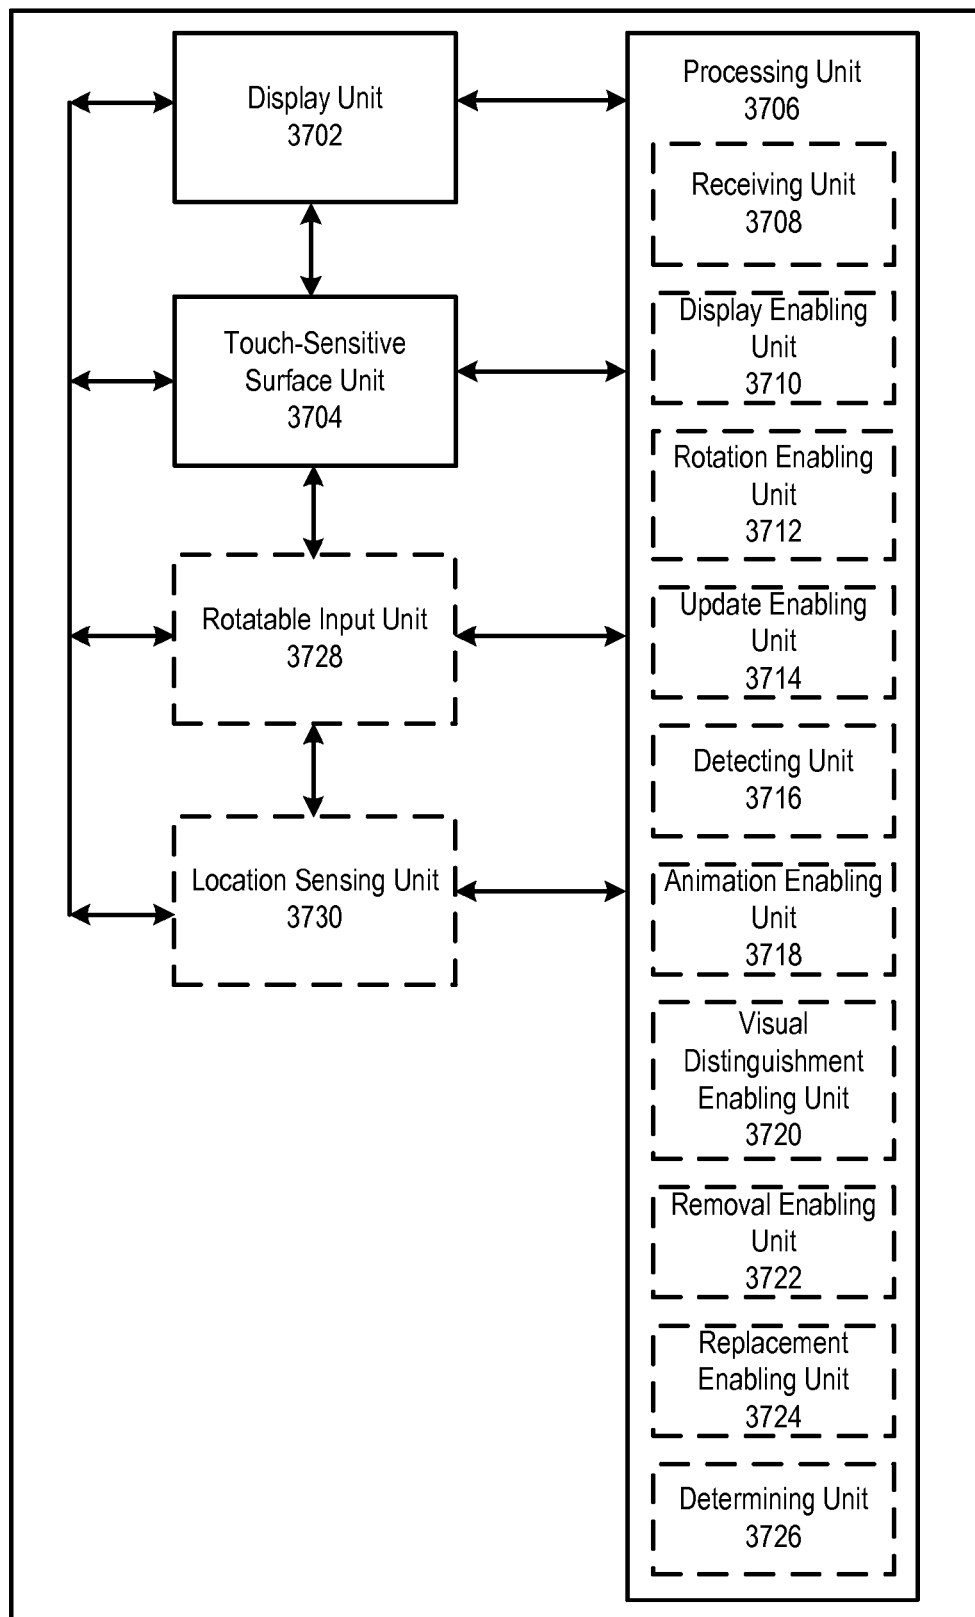 Display Unit
3702
Touch-Sensitive
Surface Unit
3704
Rotatable Input Unit
3728
Location Sensing Unit
3730
Processing Unit
3706
Receiving Unit
3708
Display Enabling
Unit
3710
Rotation Enabling
Unit
3712
Update Enabling
Unit
3714
Detecting Unit
3716
Animation Enabling
Unit
3718
Visual
Distinguishment
Enabling Unit
3720
Removal Enabling
Unit
3722
Replacement
Enabling Unit
3724
Determining Unit
3726